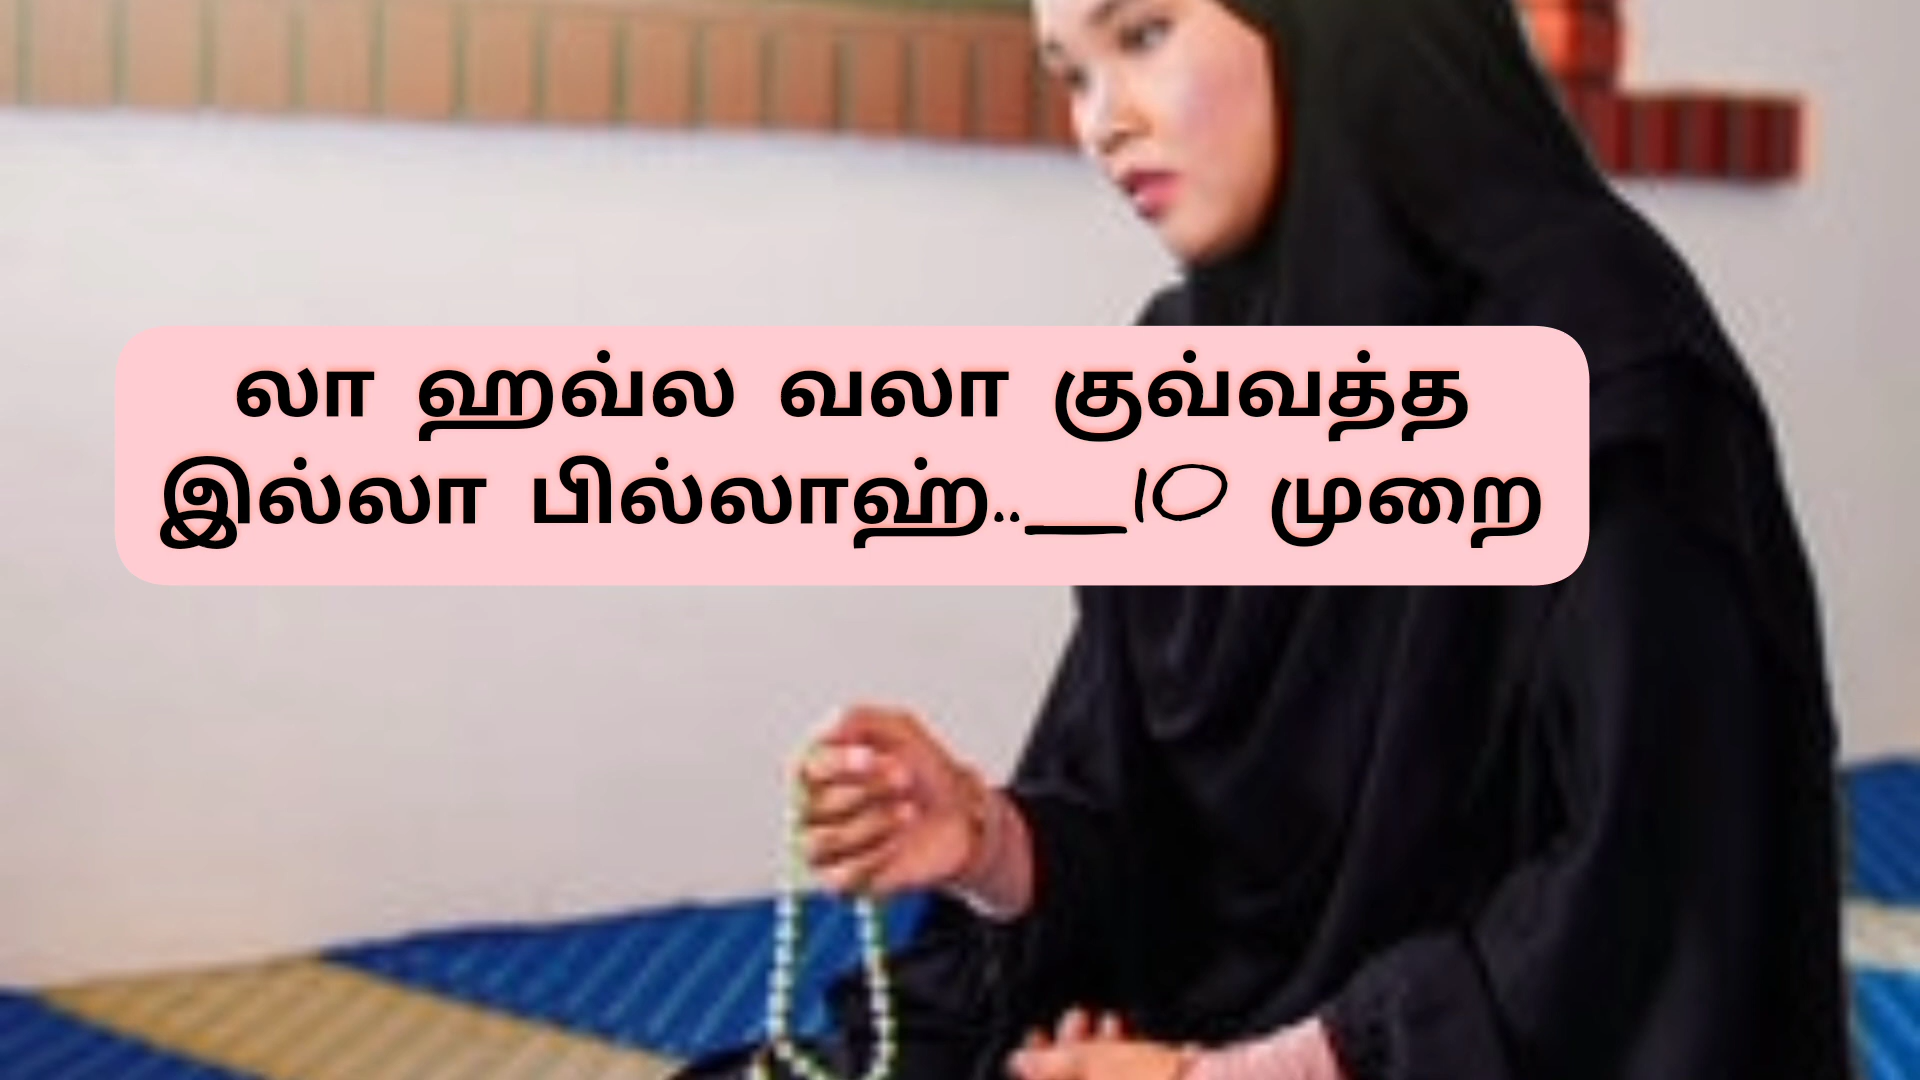 லா ஹவ்ல வலா குவ்வத்த
இல்லா பில்லாஹ்..__10 முறை